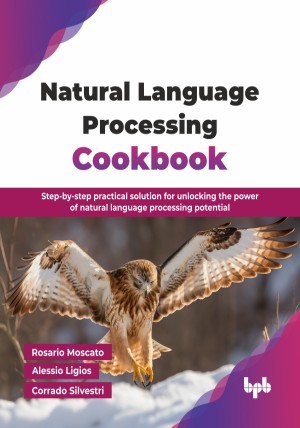 Natural Language
Processing
Cookbook
Step-by-step practical solution for unlocking the power
of natural language processing potential
Rosario Moscato
Alessio Ligios
Corrado Silvestri
bpb